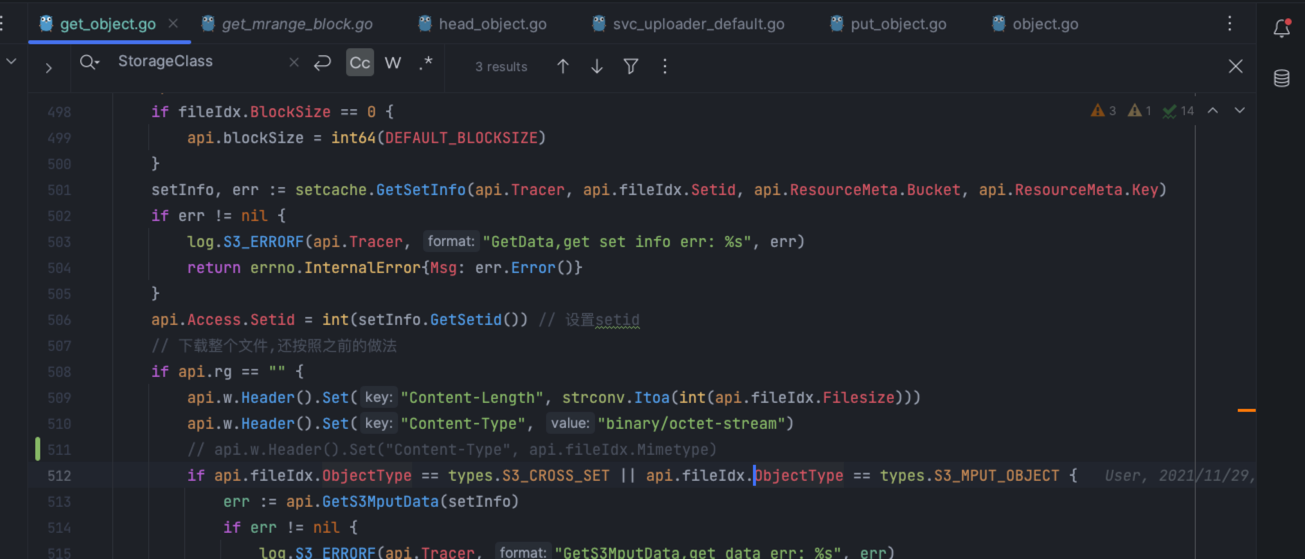 get_object.go
get_mrange_block.go
head_object.go
svc_uploader_default.go
put_object.go
object.go
StorageClass
Cc
W
.*
3 results
498 if fileIdx.BlockSize == 0 {
3
1
14
499 api.blockSize = int64(DEFAULT_BLOCKSIZE)
500 }
501 setInfo, err := setcache.GetSetInfo(api.Tracer, api.fileIdx.Setid, api.ResourceMeta.Bucket, api.ResourceMeta.Key)
502 if err != nil {
503 log.S3_ERRORF(api.Tracer, format: "GetData,get set info err: %s", err)
504 return errno.InternalError{Msg: err.Error()}
505 }
506 api.Access.Setid = int(setInfo.GetSetid()) // 设置setid
507 // 下载整个文件,还按照之前的做法
508 if api.rg == "" {
509 api.w.Header().Set( key: "Content-Length", strconv.Itoa(int(api.fileIdx.Filesize)))
510 api.w.Header().Set( key: "Content-Type", value: "binary/octet-stream")
511 // api.w.Header().Set("Content-Type", api.fileIdx.Mimetype)
512 if api.fileIdx.ObjectType == types.S3_CROSS_SET || api.fileIdx.ObjectType == types.S3_MPUT_OBJECT { User, 2021/11/29,
513 err := api.GetS3MputData(setInfo)
514 if err != nil {
515 log.S3_ERRORF(api.Tracer, format: "GetS3MputData,get data err: %s", err)